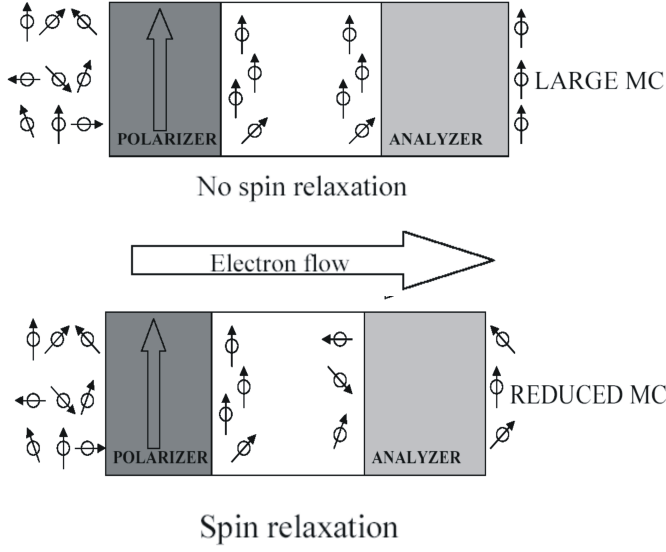 LARGE MC
POLARIZER
ANALYZER
No spin relaxation
Electron flow
REDUCED MC
POLARIZER
ANALYZER
Spin relaxation